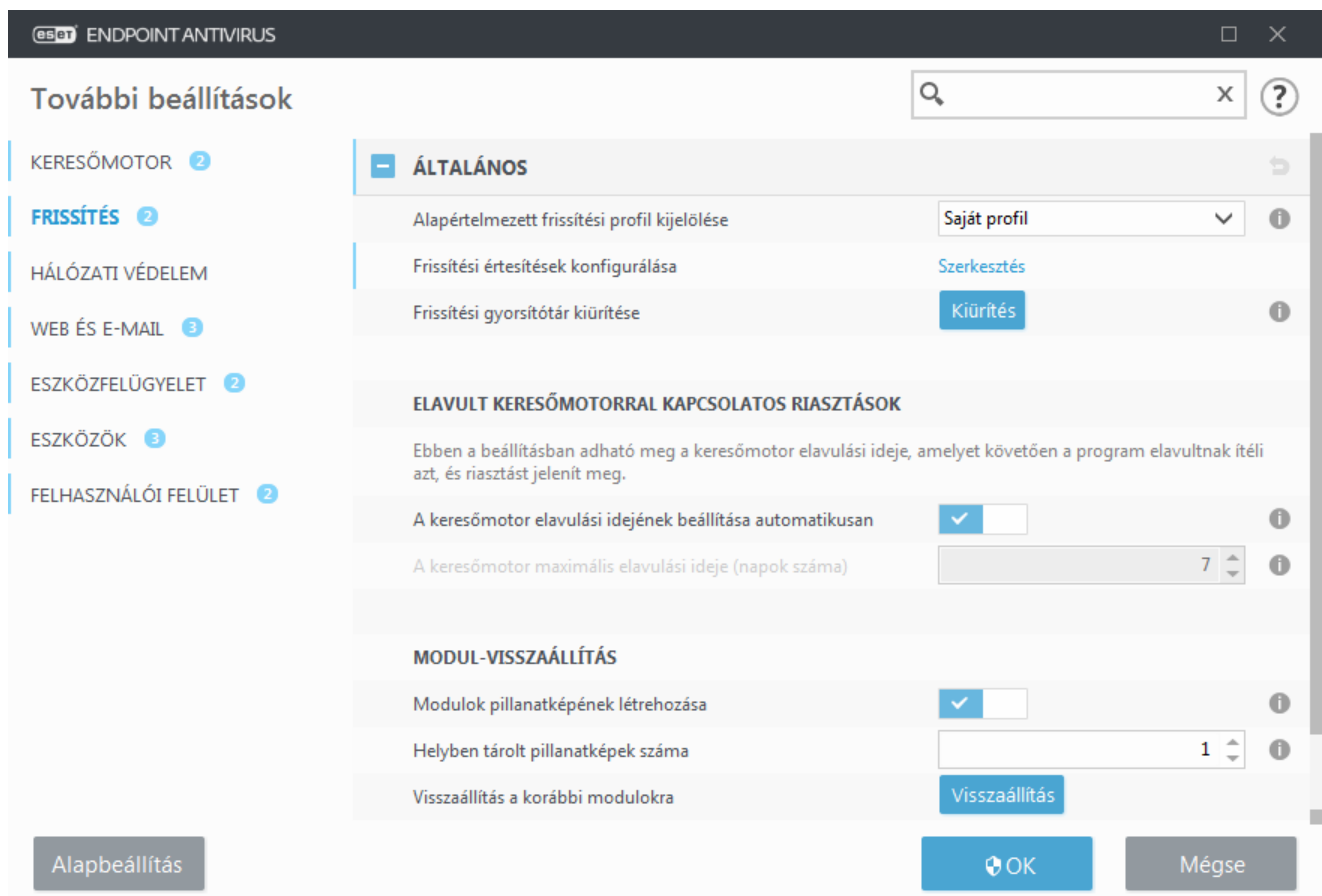 eset ENDPOINT ANTIVIRUS
További beállítások
x
?
KERESŐMOTOR 2
FRISSÍTÉS 2
HÁLÓZATI VÉDELEM
WEB ÉS E-MAIL 3
ESZKÖZFELÜGYELET 2
ESZKÖZÖK 3
FELHASZNÁLÓI FELÜLET 2
ÁLTALÁNOS
Alapértelmezett frissítési profil kijelölése Saját profil
Frissítési értesítések konfigurálása Szerkesztés
Frissítési gyorsítótár kiürítése Kiürítés
ELAVULT KERESŐMOTORRAL KAPCSOLATOS RIASZTÁSOK
Ebben a beállításban adható meg a keresőmotor elavulási ideje, amelyet követően a program elavultnak ítéli
azt, és riasztást jelenít meg.
A keresőmotor elavulási idejének beállítása automatikusan
A keresőmotor maximális elavulási ideje (napok száma) 7
MODUL-VISSZAÁLLÍTÁS
Modulok pillanatképének létrehozása
Helyben tárolt pillanatképek száma 1
Visszaállítás a korábbi modulokra Visszaállítás
Alapbeállítás
OK
Mégse